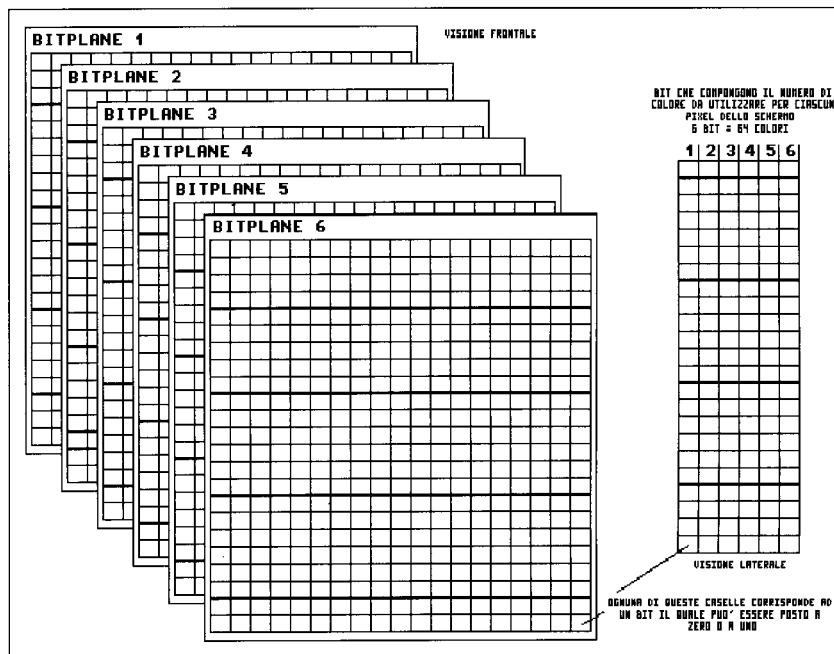 BITPLANE 1
VISIONE FRONTALE
BITPLANE 2
BITPLANE 3
BITPLANE 4
BITPLANE 5
BITPLANE 6
BIT CHE COMPONGONO IL NUMERO DI
COLORE DA UTILIZZARE PER CIASCUN
PIXEL DELLO SCHERMO
6 BIT = 64 COLORI
1 2 3 4 5 6
VISIONE LATERALE
OGNUNA DI QUESTE CASELLE CORRISPONDE AD
UN BIT IL QUALE PUO' ESSERE POSTO A
ZERO O A UNO